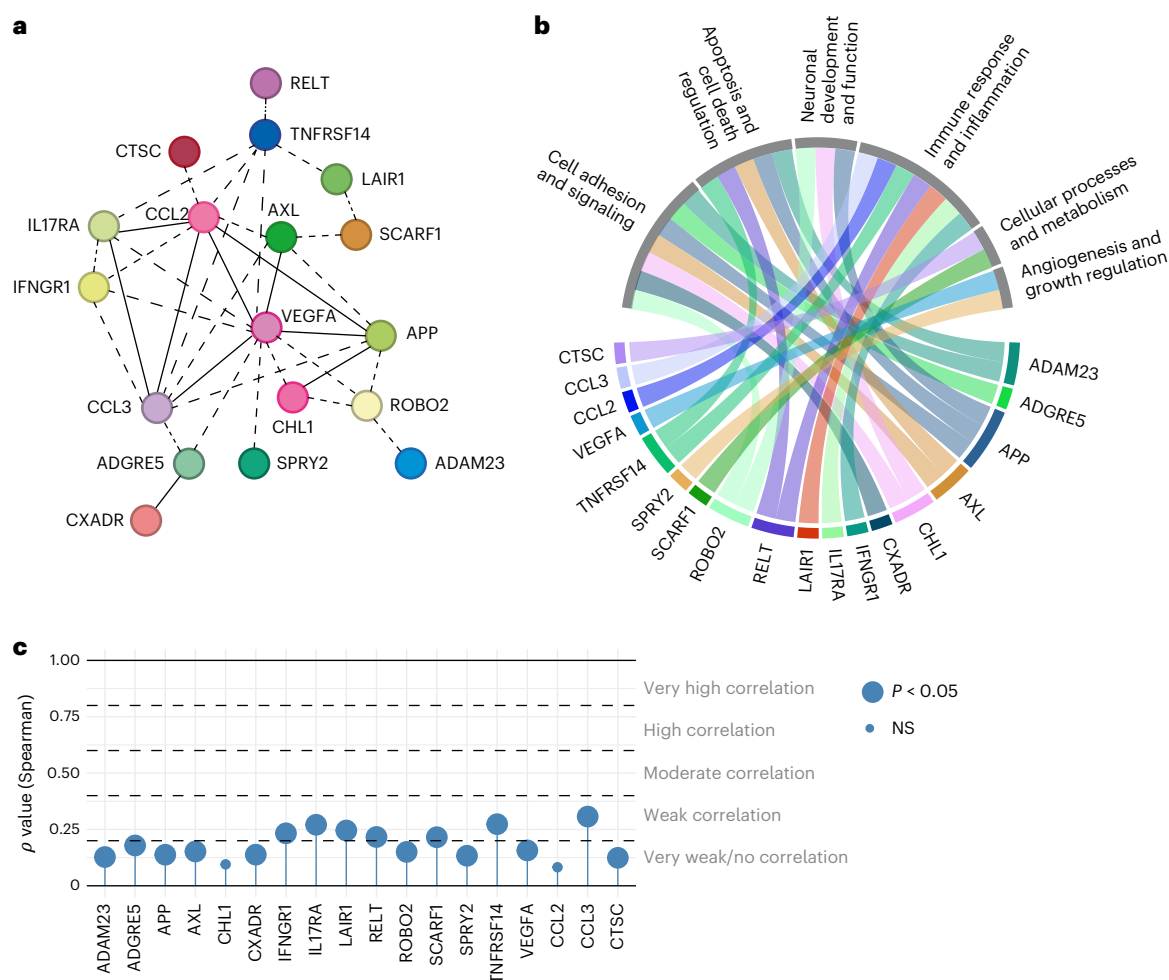 a
RELT
TNFRSF14
CTSC
LAIR1
CCL2
AXL
IL17RA
SCARF1
IFNGR1
VEGFA
APP
CCL3
CHL1
ROBO2
ADGRE5
SPRY2
ADAM23
CXADR
b
Cell adhesion
and signaling
Apoptosis and
cell death
regulation
Neuronal
development
and function
Immune response
and inflammation
Cellular processes
and metabolism
Angiogenesis and
growth regulation
CTSC
CCL3
CCL2
VEGFA
TNFRSF14
SPRY2
SCARF1
ROBO2
RELT
LAIR1
IL17RA
IFNGR1
CXADR
CHL1
AXL
APP
ADGRE5
ADAM23
c
ρ value (Spearman)
1.00
0.75
0.50
0.25
0
Very high correlation
High correlation
Moderate correlation
Weak correlation
Very weak/no correlation
P < 0.05
NS
ADAM23
ADGRE5
APP
AXL
CHL1
CXADR
IFNGR1
IL17RA
LAIR1
RELT
ROBO2
SCARF1
SPRY2
TNFRSF14
VEGFA
CCL2
CCL3
CTSC